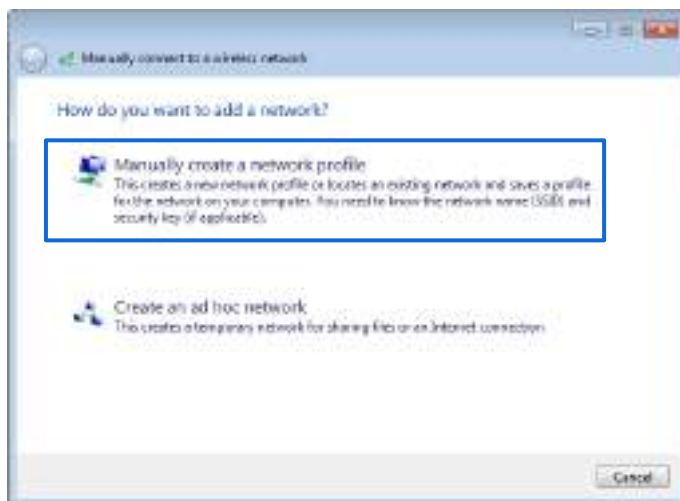 Manually connect to a wireless network
How do you want to add a network?
Manually create a network profile
This creates a new network profile or locates an existing network and saves a profile
for the network on your computer. You need to know the network name (SSID) and
security key (if applicable).
Create an ad hoc network
This creates a temporary network for sharing files or an Internet connection
Cancel